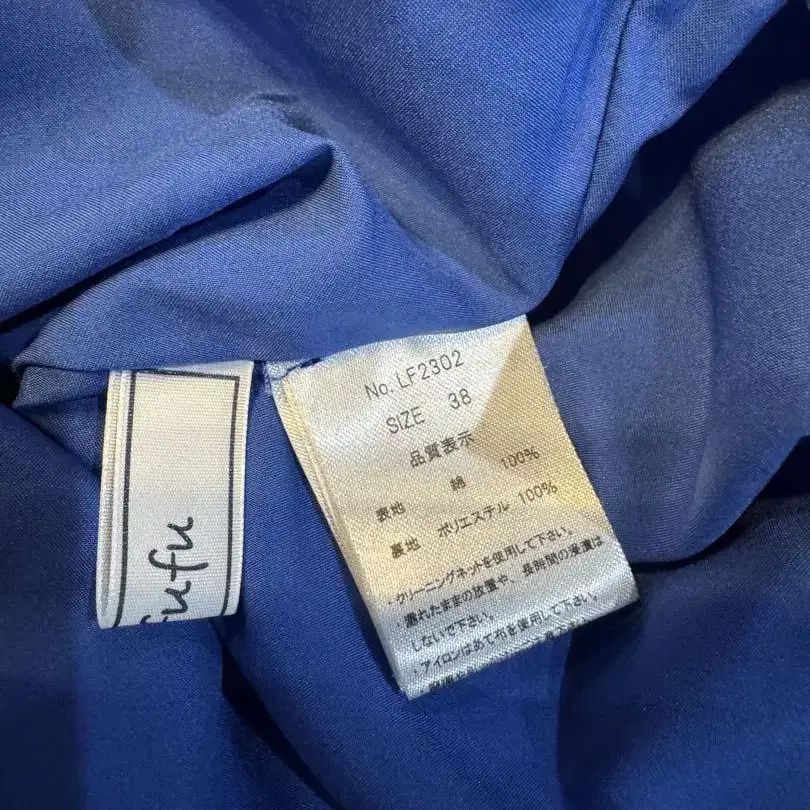 No. LF2302
SIZE 38
品質表示
表地 綿 100%
裏地 ポリエステル 100%
・クリーニングネットを使用して下さい。
濡れたままの放置や、長時間の浸漬は
しないで下さい。
・アイロンはあて布を使用して下さい。
fufu